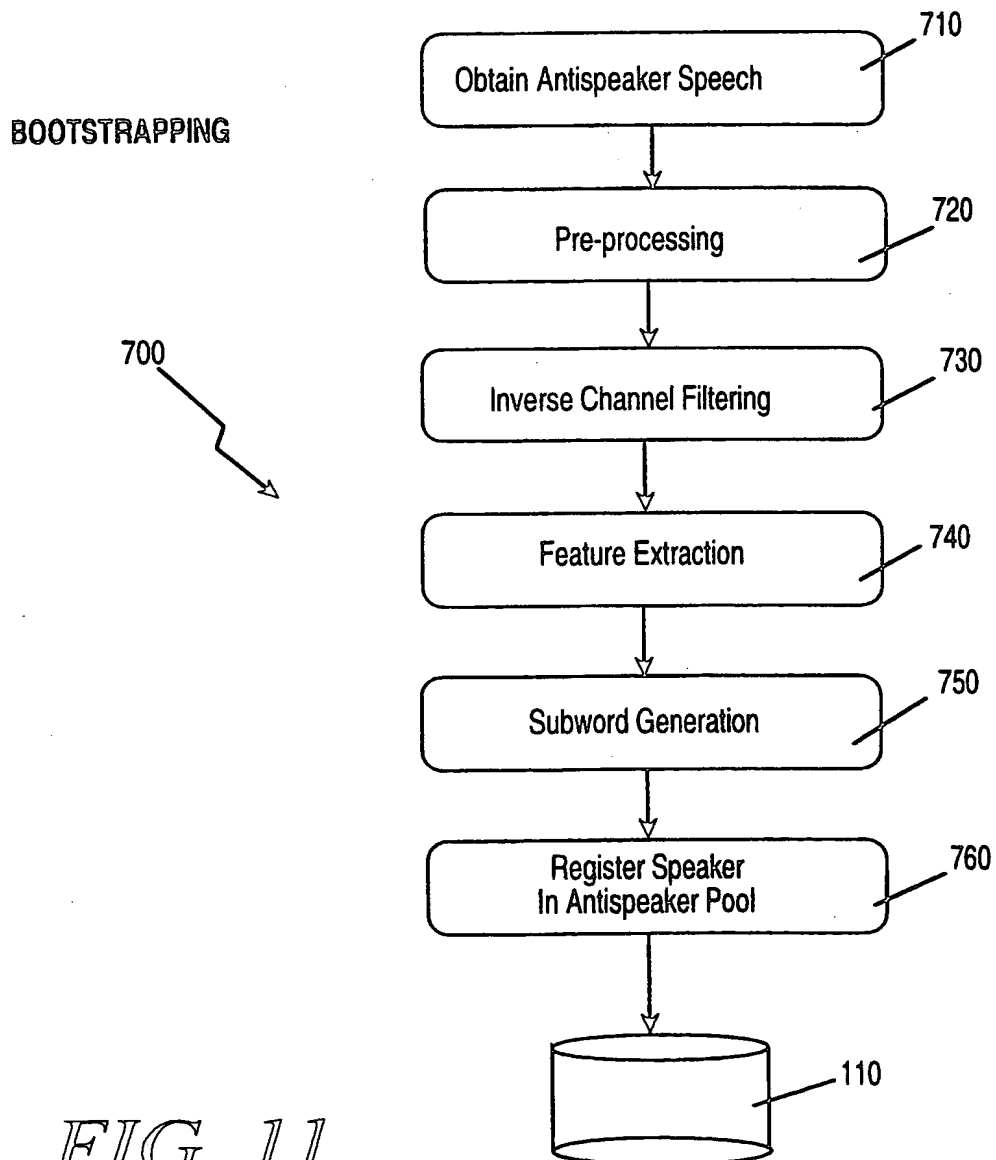 710
Obtain Antispeaker Speech
BOOTSTRAPPING
720
Pre-processing
700
730
Inverse Channel Filtering
740
Feature Extraction
750
Subword Generation
760
Register Speaker
In Antispeaker Pool
110
FIG. 11